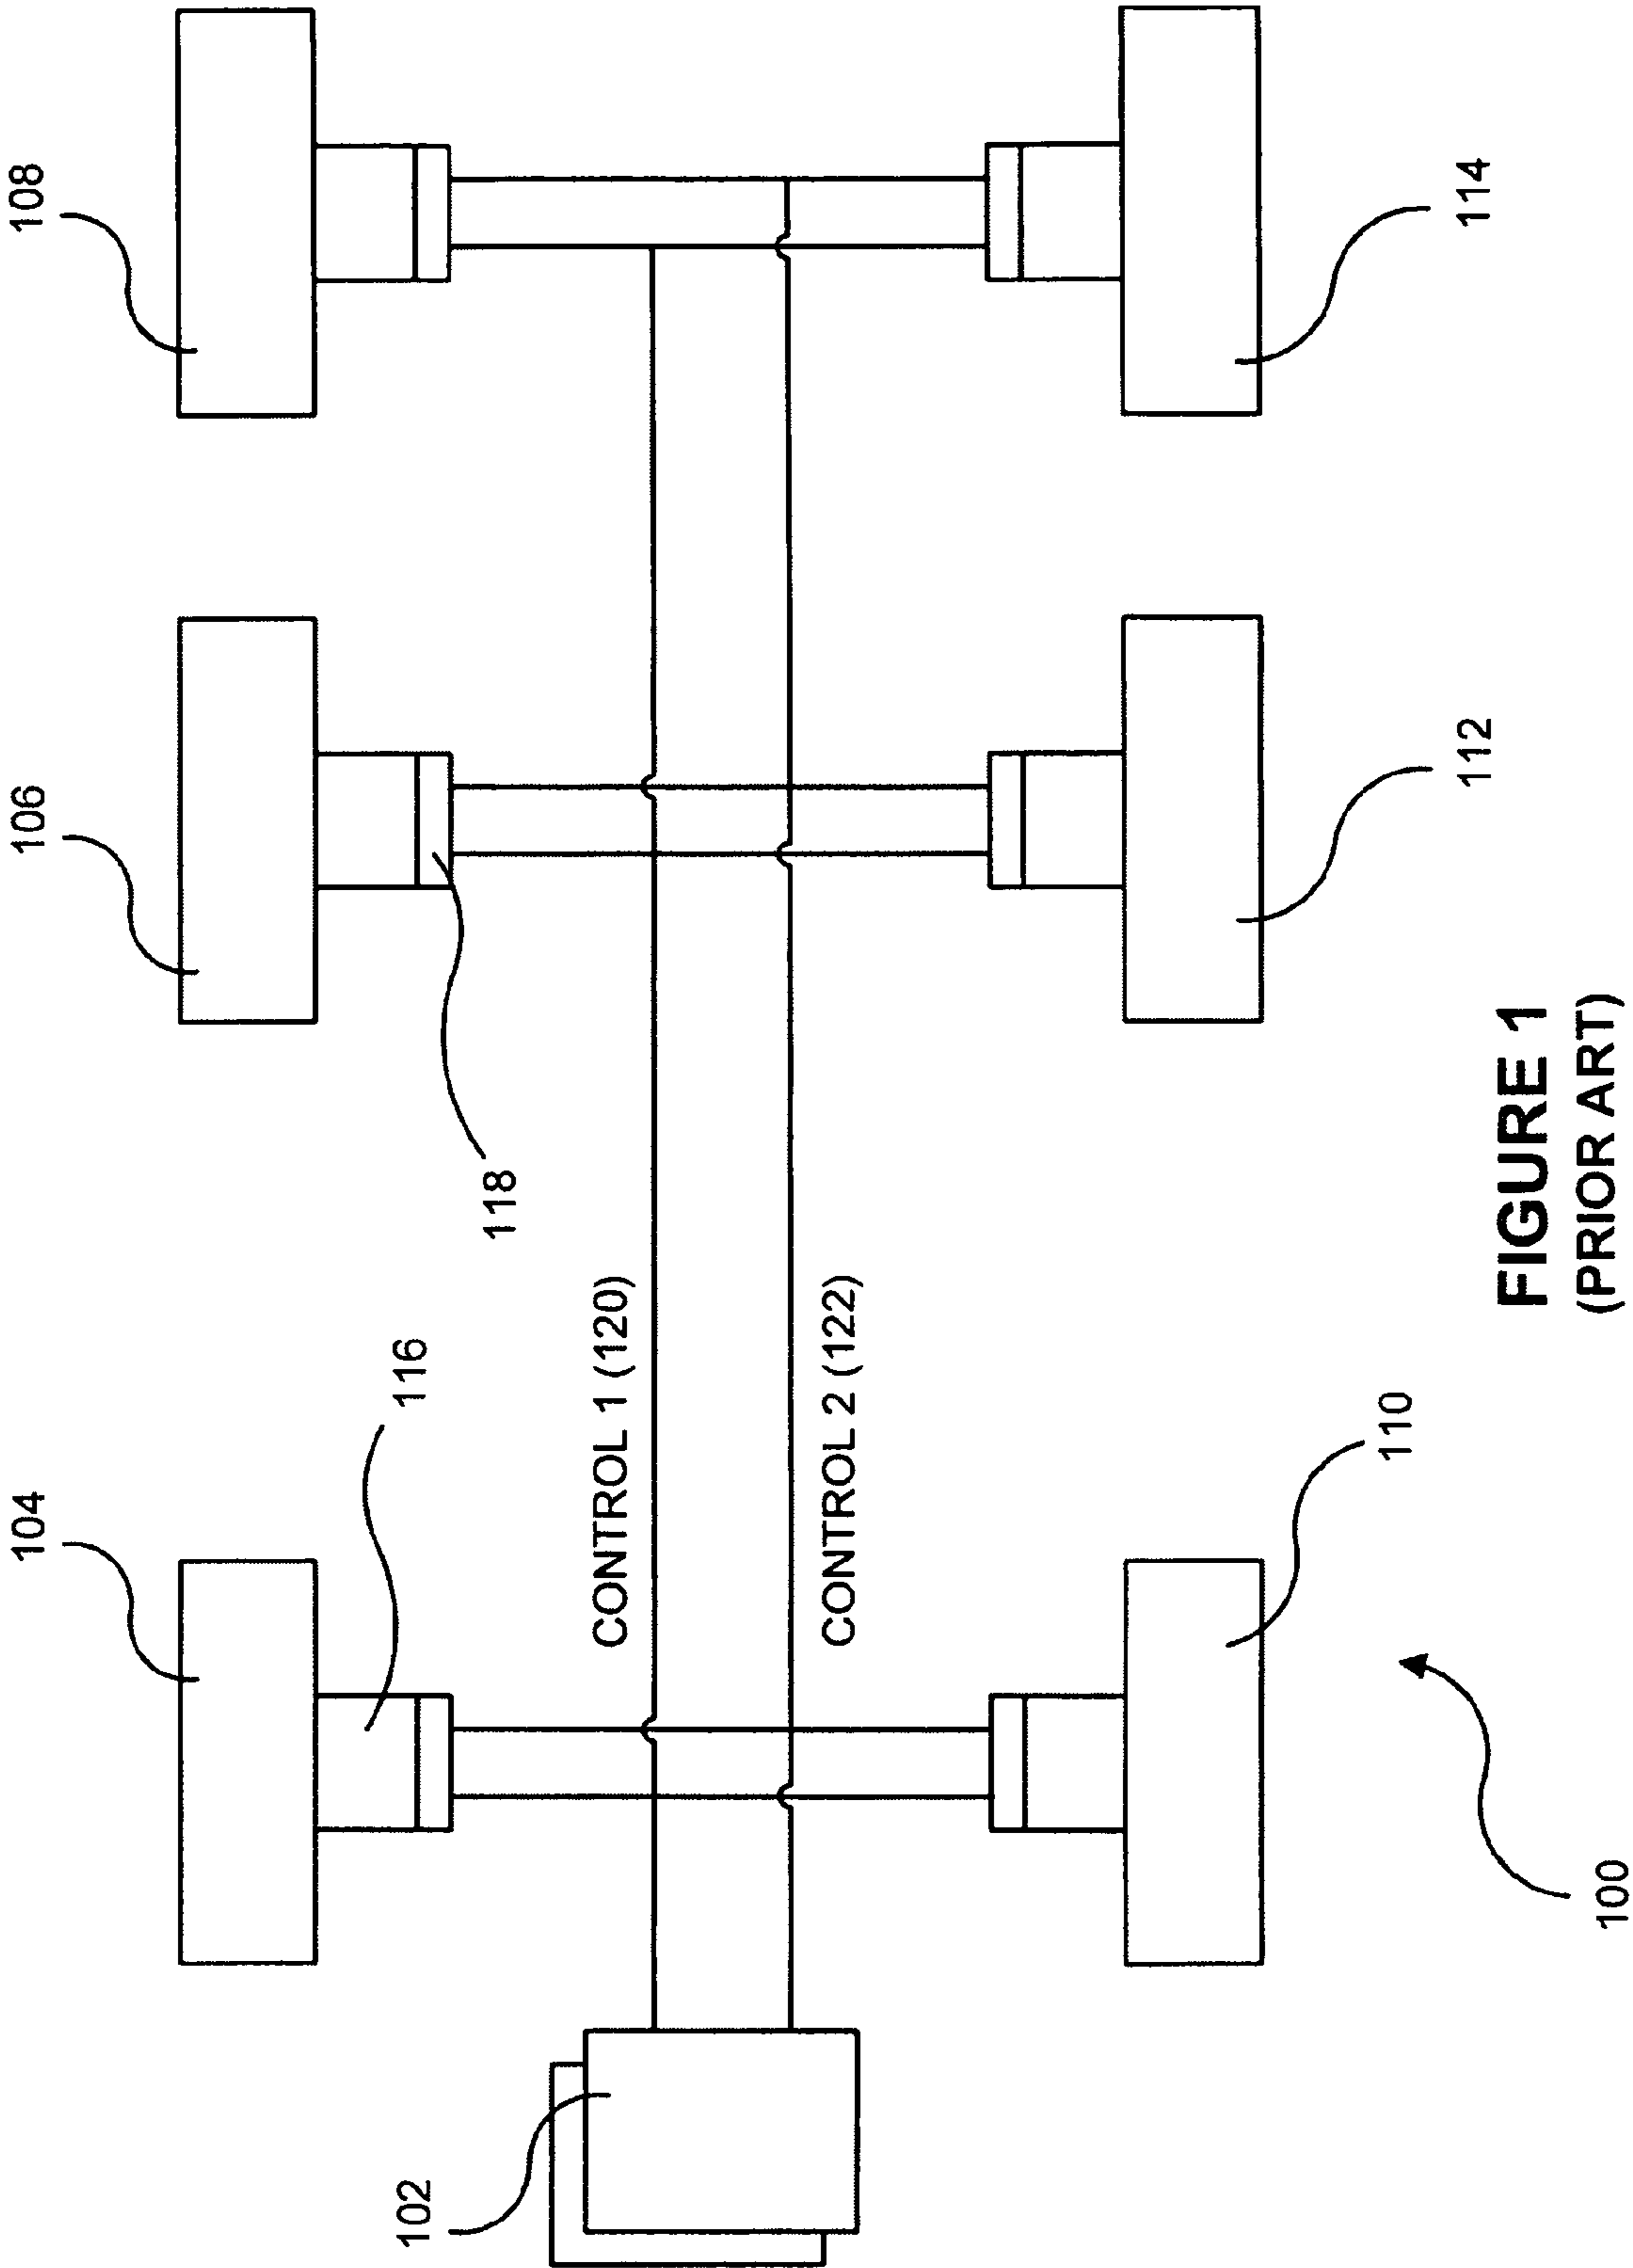 104
106
108
116
118
CONTROL 1 (120)
102
CONTROL 2 (122)
110
112
114
100
FIGURE 1
(PRIOR ART)